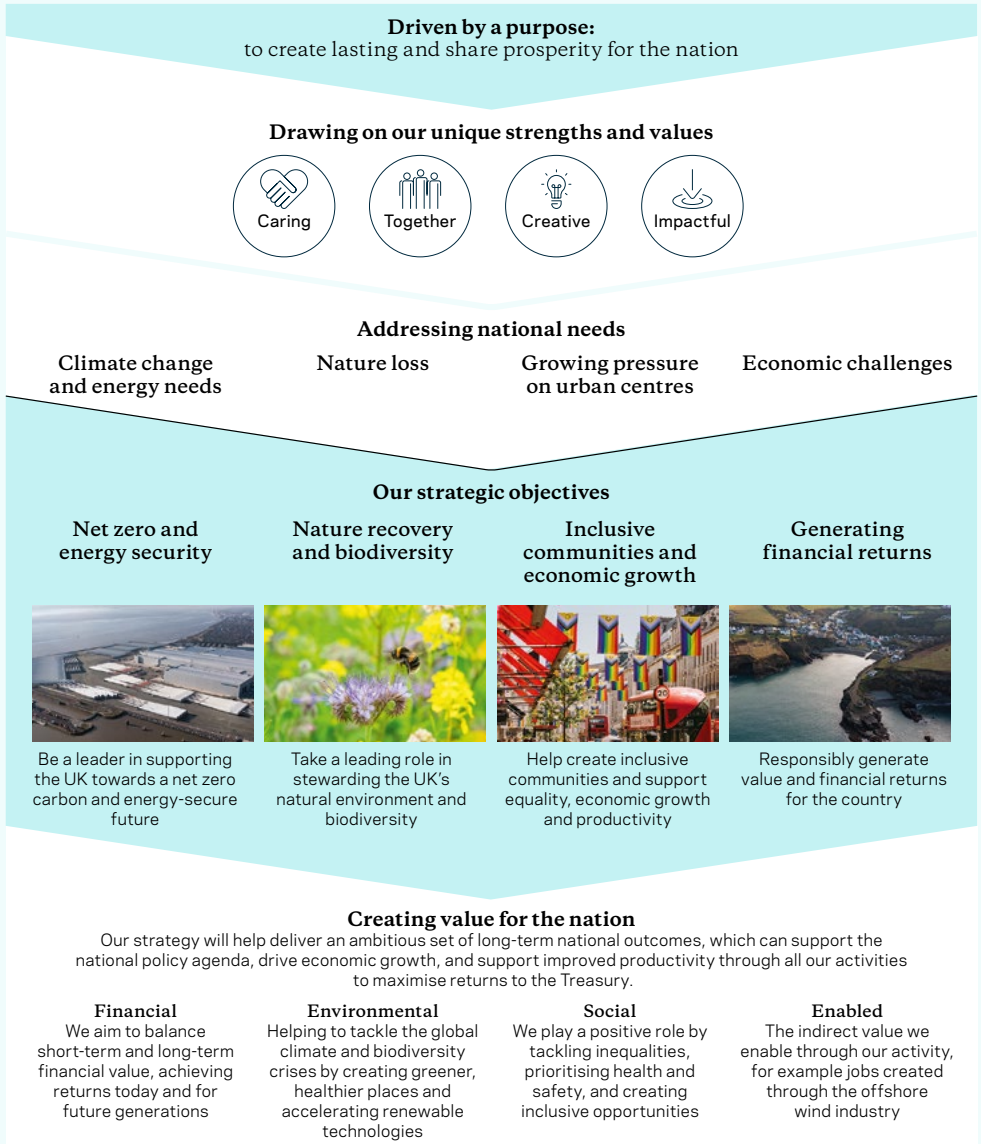 Driven by a purpose:
to create lasting and share prosperity for the nation
Drawing on our unique strengths and values
Caring
Together
Creative
Impactful
Addressing national needs
Climate change
and energy needs
Nature loss
Growing pressure
on urban centres
Economic challenges
Our strategic objectives
Net zero and
energy security
Nature recovery
and biodiversity
Inclusive
communities and
economic growth
Generating
financial returns
20
Be a leader in supporting
the UK towards a net zero
carbon and energy-secure
future
Take a leading role in
stewarding the UK's
natural environment and
biodiversity
Help create inclusive
communities and support
equality, economic growth
and productivity
Responsibly generate
value and financial returns
for the country
Creating value for the nation
Our strategy will help deliver an ambitious set of long-term national outcomes, which can support the
national policy agenda, drive economic growth, and support improved productivity through all our activities
to maximise returns to the Treasury.
Financial
We aim to balance
short-term and long-term
financial value, achieving
returns today and for
future generations
Environmental
Helping to tackle the global
climate and biodiversity
crises by creating greener,
healthier places and
accelerating renewable
technologies
Social
We play a positive role by
tackling inequalities,
prioritising health and
safety, and creating
inclusive opportunities
Enabled
The indirect value we
enable through our activity,
for example jobs created
through the offshore
wind industry